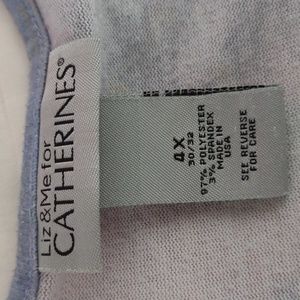 Liz & Me for
CATHERINES®
4X
30/32
97% POLYESTER
3% SPANDEX
MADE IN
USA
SEE REVERSE
FOR CARE